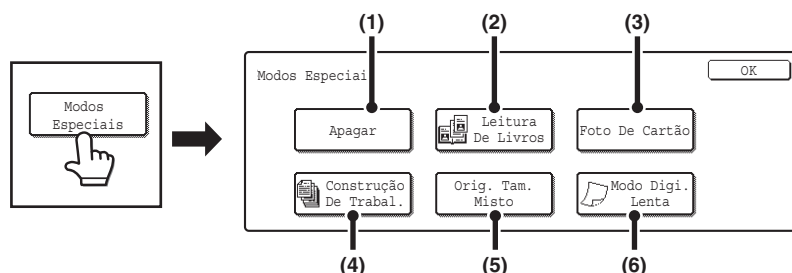 (1)
(2)
(3)
Modos
Especiais
Modos Especiai
OK
Apagar
Leitura
De Livros
Foto De Cartão
Construção
De Trabal.
Orig. Tam.
Misto
Modo Digi.
Lenta
(4)
(5)
(6)